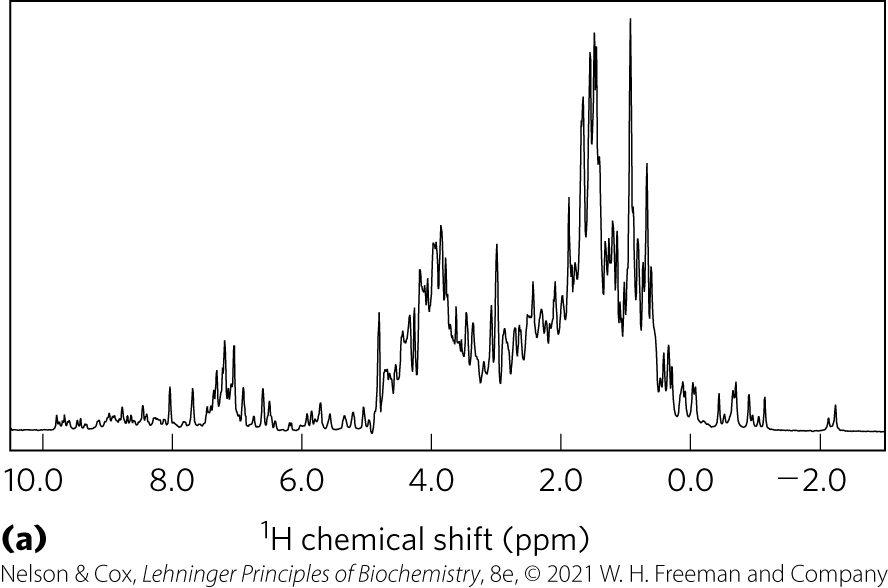 10.0 8.0 6.0 4.0 2.0 0.0 −2.0
(a) ¹H chemical shift (ppm)
Nelson & Cox, Lehninger Principles of Biochemistry, 8e, © 2021 W. H. Freeman and Company